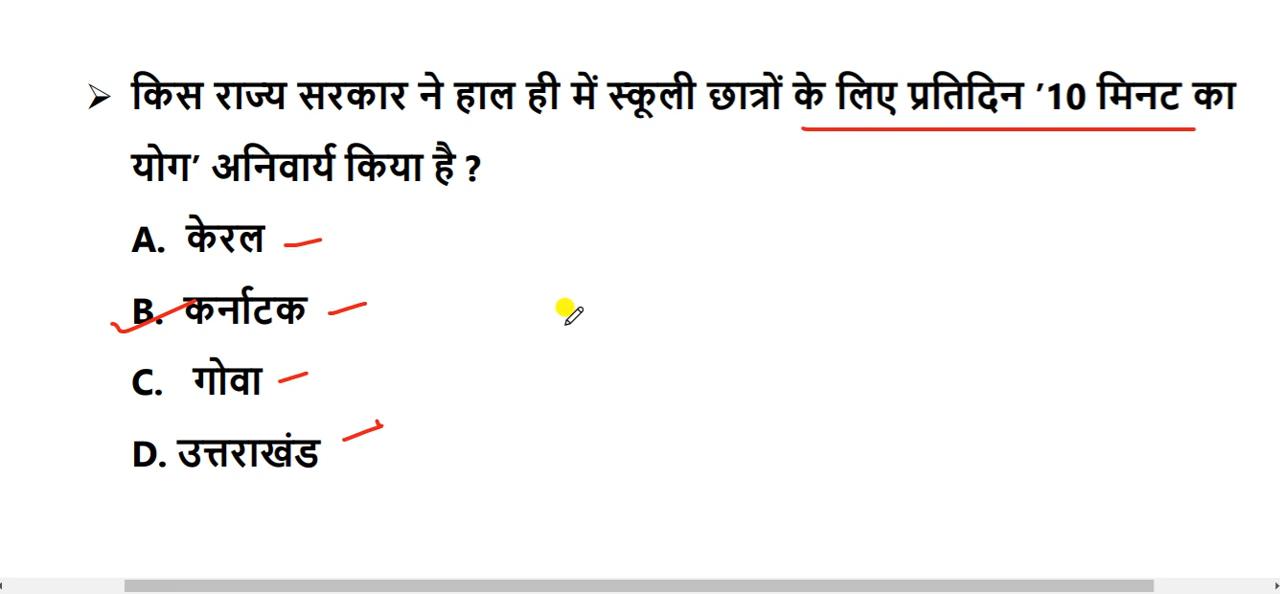 ➢ किस राज्य सरकार ने हाल ही में स्कूली छात्रों के लिए प्रतिदिन ’10 मिनट का
योग’ अनिवार्य किया है ?
A. केरल
B. कर्नाटक
C. गोवा
D. उत्तराखंड